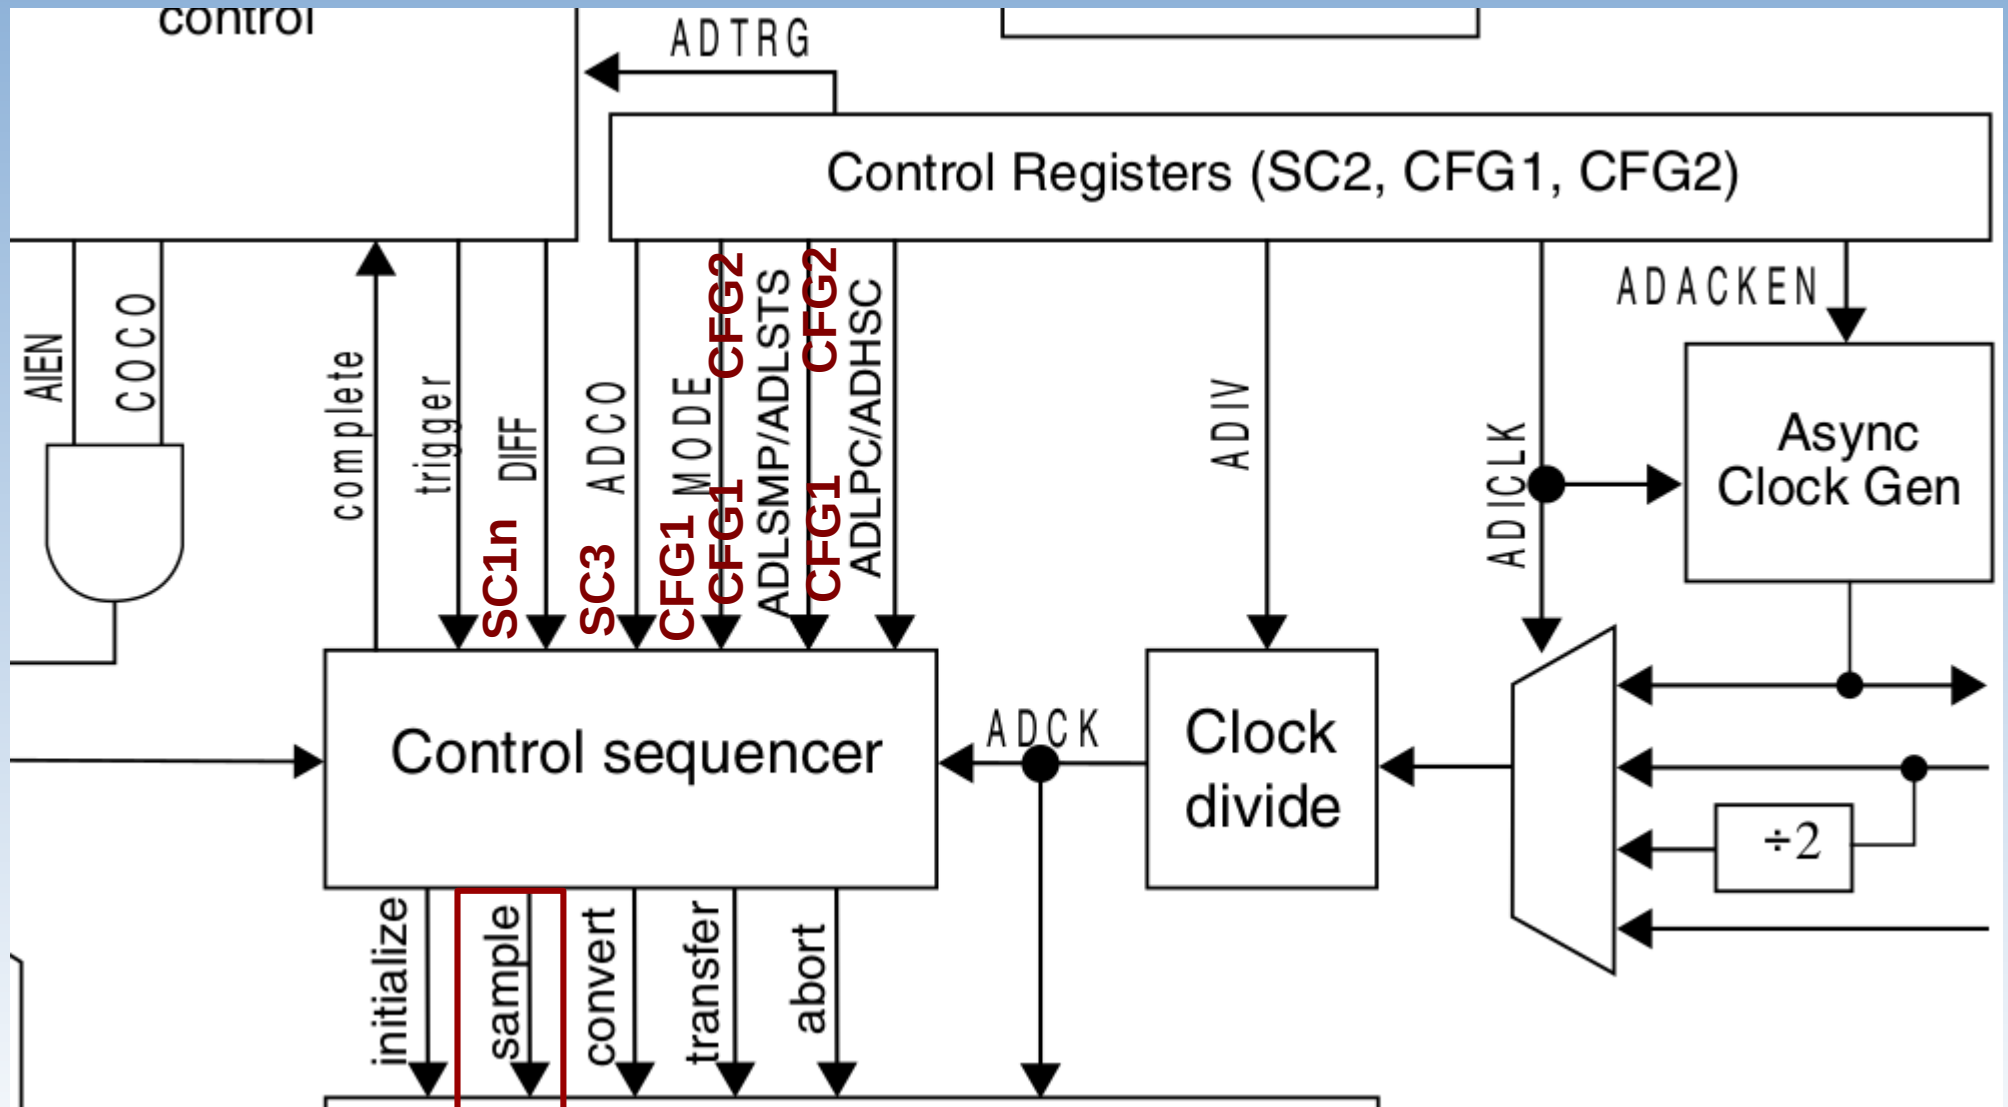 control
ADTRG
Control Registers (SC2, CFG1, CFG2)
AIEN
COCO
complete
trigger
SC1n
DIFF
SC3
ADCO
CFG1
MODE
CFG1
CFG2
ADLSMP/ADLSTS
CFG1
CFG2
ADLPC/ADHSC
ADIV
ADICLK
ADACKEN
Async
Clock Gen
Control sequencer
ADCK
Clock
divide
÷2
initialize
sample
convert
transfer
abort